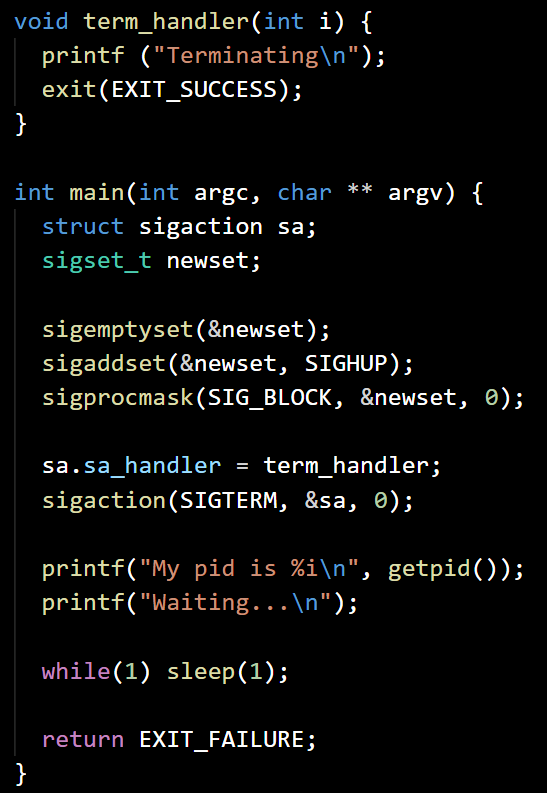 void term_handler(int i) {
  printf ("Terminating\n");
  exit(EXIT_SUCCESS);
}

int main(int argc, char ** argv) {
  struct sigaction sa;
  sigset_t newset;

  sigemptyset(&newset);
  sigaddset(&newset, SIGHUP);
  sigprocmask(SIG_BLOCK, &newset, 0);

  sa.sa_handler = term_handler;
  sigaction(SIGTERM, &sa, 0);

  printf("My pid is %i\n", getpid());
  printf("Waiting...\n");

  while(1) sleep(1);

  return EXIT_FAILURE;
}